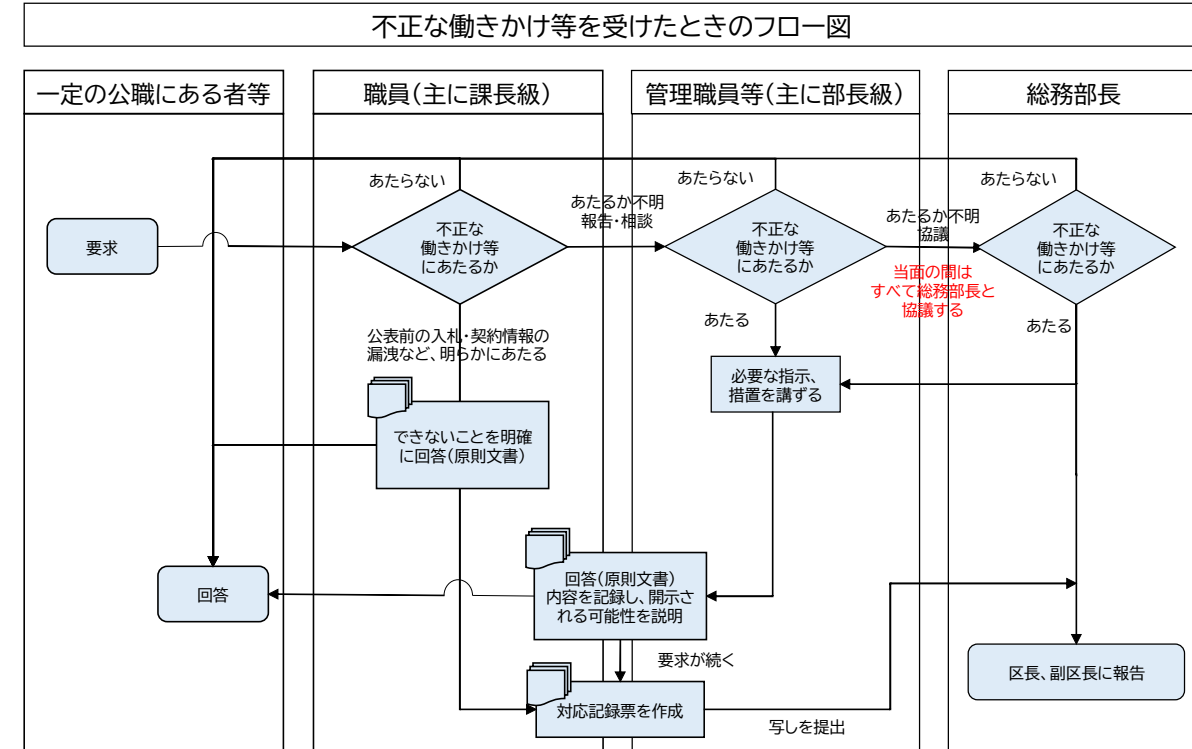 不正な働きかけ等を受けたときのフロー図
一定の公職にある者等
職員（主に課長級）
管理職員等（主に部長級）
総務部長
あたらない
あたらない
あたらない
要求
不正な
働きかけ等
にあたるか
あたるか不明
報告・相談
不正な
働きかけ等
にあたるか
あたるか不明
協議
当面の間は
すべて総務部長と
協議する
不正な
働きかけ等
にあたるか
公表前の入札・契約情報の
漏洩など、明らかにあたる
あたる
あたる
必要な指示、
措置を講ずる
できないことを明確
に回答（原則文書）
回答
回答（原則文書）
内容を記録し、開示さ
れる可能性を説明
要求が続く
区長、副区長に報告
対応記録票を作成
写しを提出